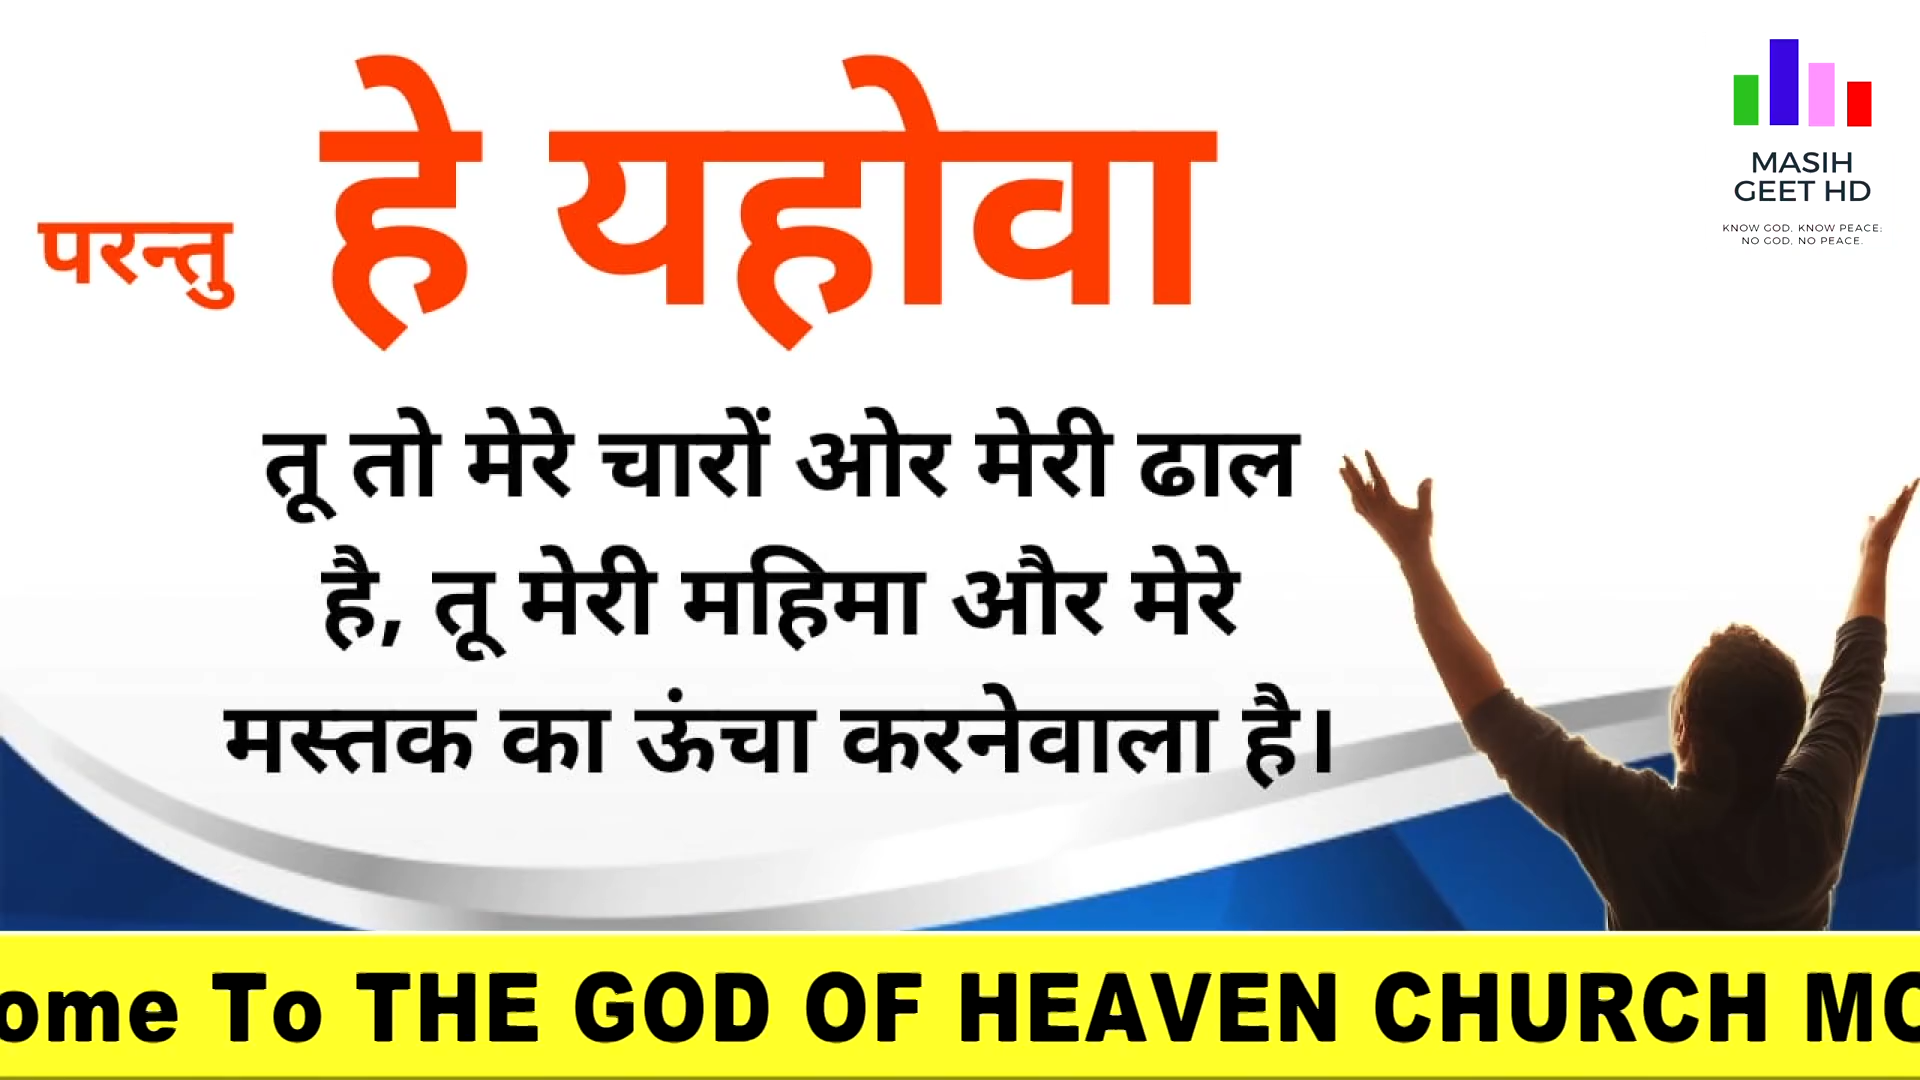 परन्तु हे यहोवा
तू तो मेरे चारों ओर मेरी ढाल
है, तू मेरी महिमा और मेरे
मस्तक का ऊंचा करनेवाला है।
MASIH
GEET HD
KNOW GOD, KNOW PEACE;
NO GOD, NO PEACE.
ome To THE GOD OF HEAVEN CHURCH